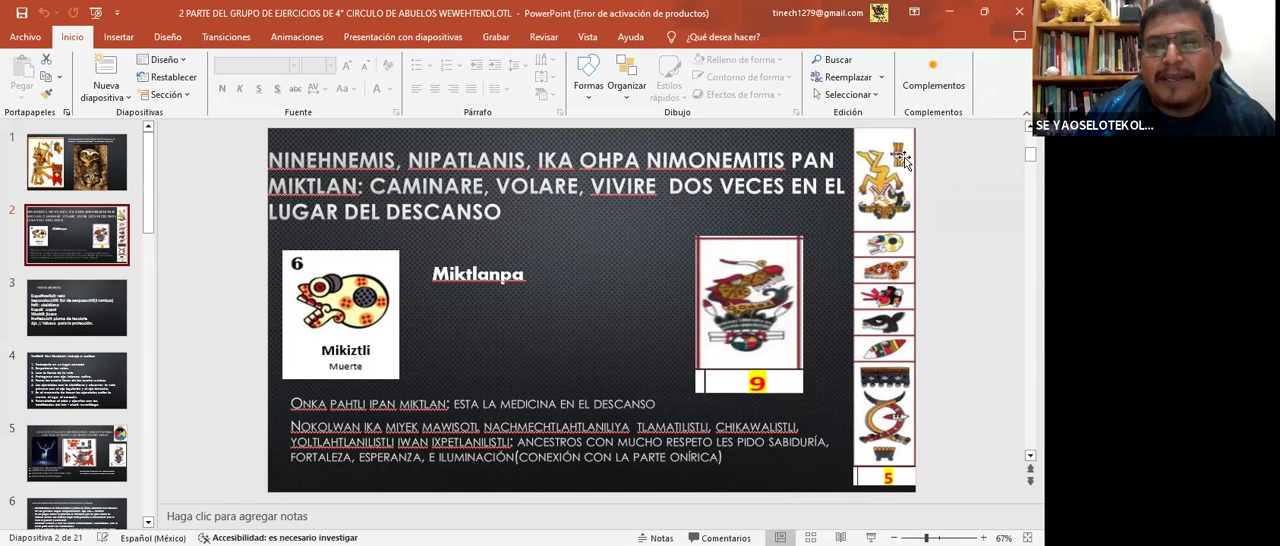 2 PARTE DEL GRUPO DE EJERCICIOS DE 4° CIRCULO DE ABUELOS WEWEHTEKOLOTL - PowerPoint (Error de activación de productos)
tinech1279@gmail.com
Archivo Inicio Insertar Diseño Transiciones Animaciones Presentación con diapositivas Grabar Revisar Vista Ayuda ¿Qué desea hacer?
Pegar
Nueva diapositiva
Diseño
Restablecer
Sección
N K S S abc AV Aa A
Formas
Organizar
Estilos rápidos
Relleno de forma
Contorno de forma
Efectos de forma
Buscar
Reemplazar
Seleccionar
Complementos
Portapapeles Diapositivas Fuente Párrafo Dibujo Edición Complementos
SE YAOSELOTEKOL...
1
2
3
4
5
6
NINEHNEMIS, NIPATLANIS, IKA OHPA NIMONEMITIS PAN
MIKTLAN: CAMINARE, VOLARE, VIVIRE DOS VECES EN EL
LUGAR DEL DESCANSO
6
Mikiztli
Muerte
Miktlanpa
9
5
ONKA PAHTLI IPAN MIKTLAN: ESTA LA MEDICINA EN EL DESCANSO
NOKOLWAN IKA MIYEK MAWISOTL NACHMECHTLAHTLANILIYA TLAMATILISTLI, CHIKAWALISTLI,
YOLTLAHTLANILISTLI IWAN IXPETLANILISTLI: ANCESTROS CON MUCHO RESPETO LES PIDO SABIDURÍA,
FORTALEZA, ESPERANZA, E ILUMINACIÓN(CONEXIÓN CON LA PARTE ONÍRICA)
Haga clic para agregar notas
Diapositiva 2 de 21 Español (México) Accesibilidad: es necesario investigar Notas Comentarios 67%